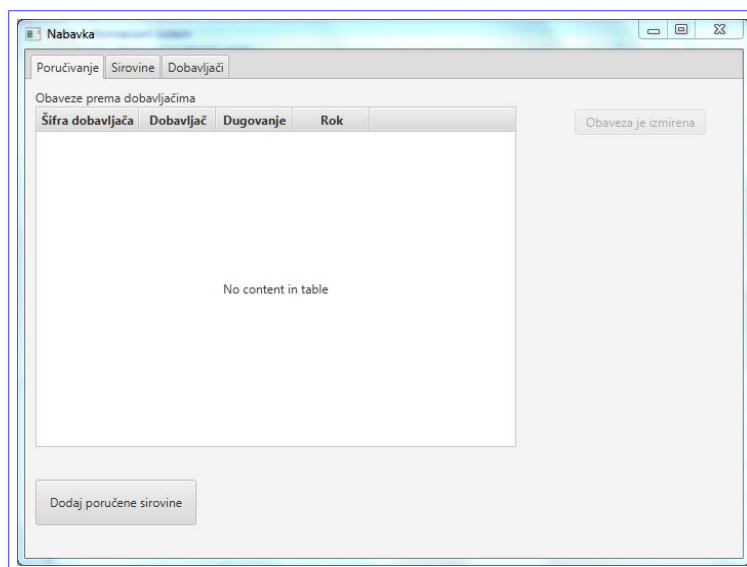 Nabavka
Poručivanje Sirovine Dobavljači
Obaveze prema dobavljačima
Šifra dobavljača Dobavljač Dugovanje Rok
Obaveza je izmirena
No content in table
Dodaj poručene sirovine